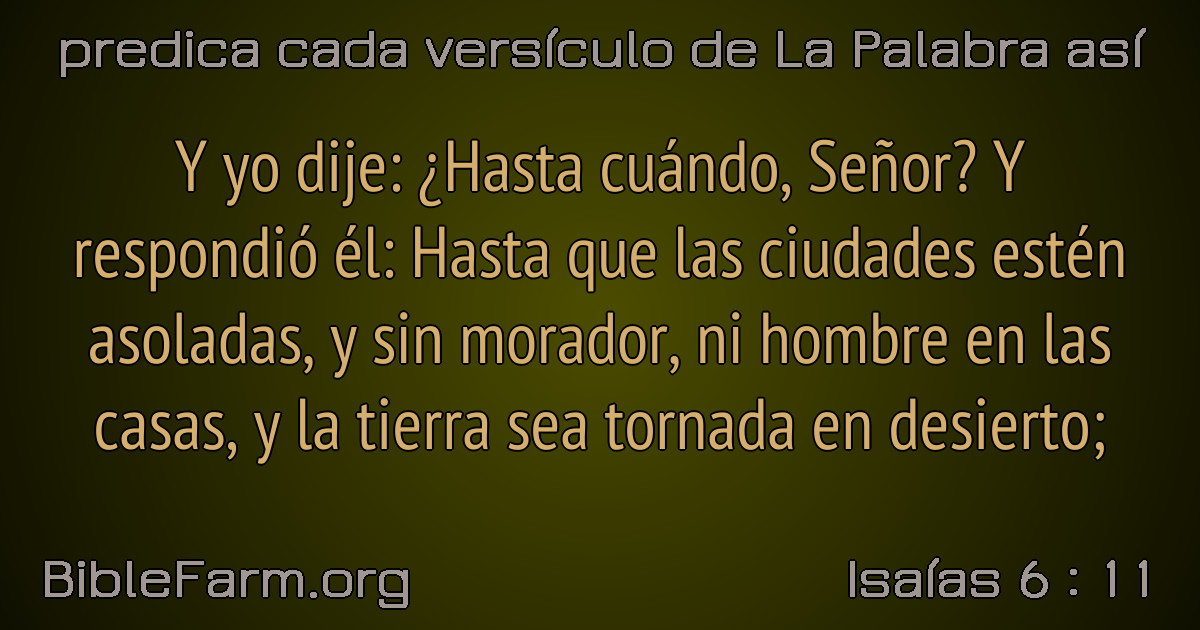 predica cada versículo de La Palabra así
Y yo dije: ¿Hasta cuándo, Señor? Y
respondió él: Hasta que las ciudades estén
asoladas, y sin morador, ni hombre en las
casas, y la tierra sea tornada en desierto;
BibleFarm.org
Isaías 6 : 11